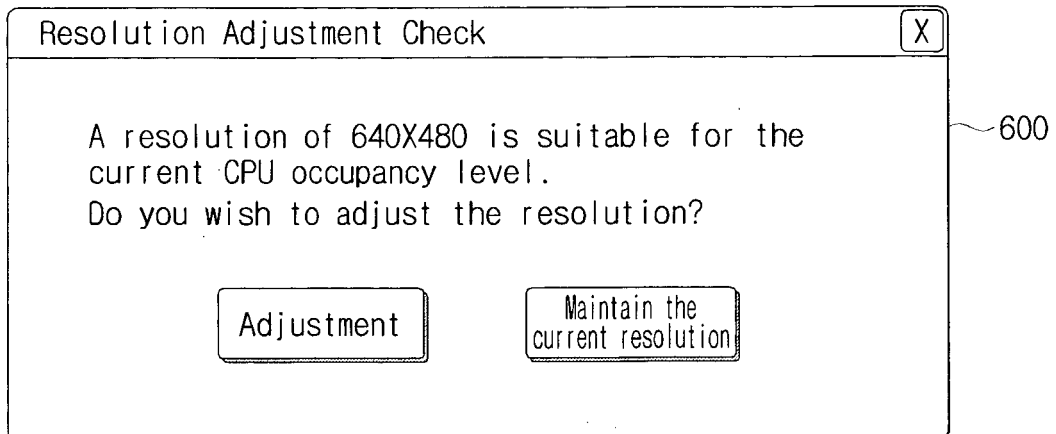 Resolution Adjustment Check
X
A resolution of 640X480 is suitable for the
current CPU occupancy level.
Do you wish to adjust the resolution?
600
Adjustment
Maintain the
current resolution